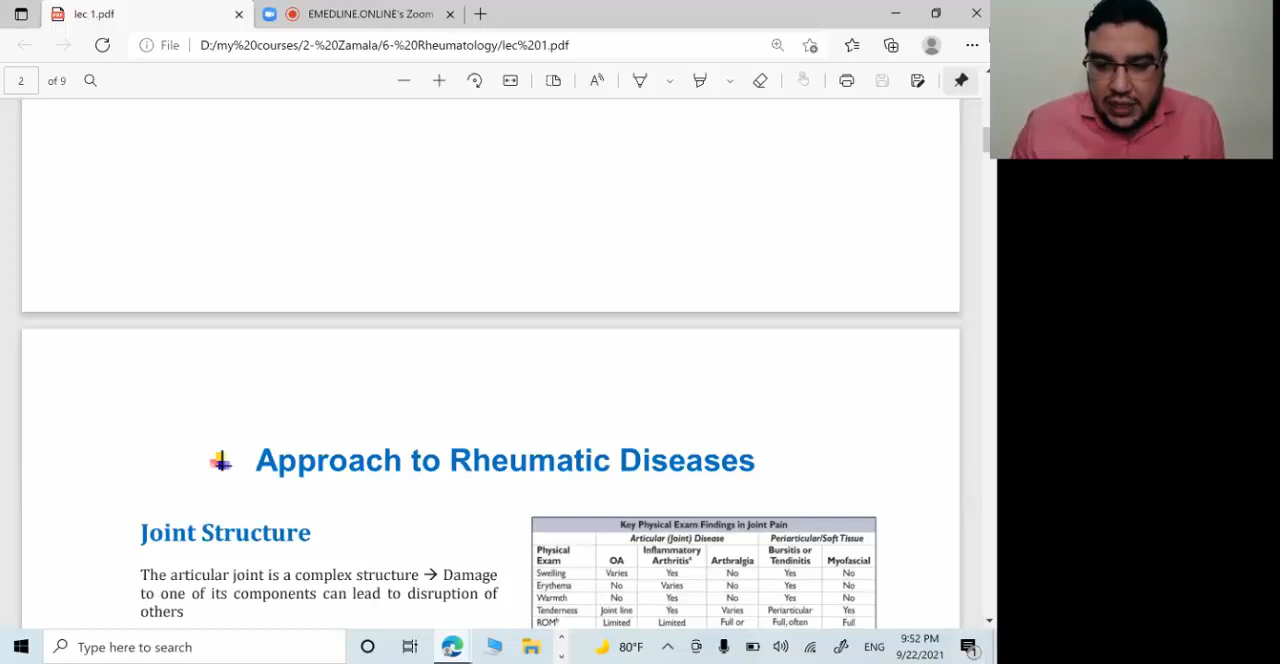 lec 1.pdf
EMEDLINE.ONLINE's Zoom
File
D:/my%20courses/2-%20Zamala/6-%20Rheumatology/lec%201.pdf
2 of 9
Approach to Rheumatic Diseases
Joint Structure
The articular joint is a complex structure → Damage
to one of its components can lead to disruption of
others
Key Physical Exam Findings in Joint Pain
Articular (Joint) Disease Periarticular/Soft Tissue
Physical Exam OA Inflammatory Arthritisᵃ Arthralgia Bursitis or Tendinitis Myofascial
Swelling Varies Yes No Yes No
Erythema No Varies No Yes No
Warmth No Yes No Yes No
Tenderness Joint line Yes Varies Periarticular Yes
ROMᵇ Limited Limited Full or Full, often Full
Type here to search
80°F
ENG
9:52 PM
9/22/2021
1